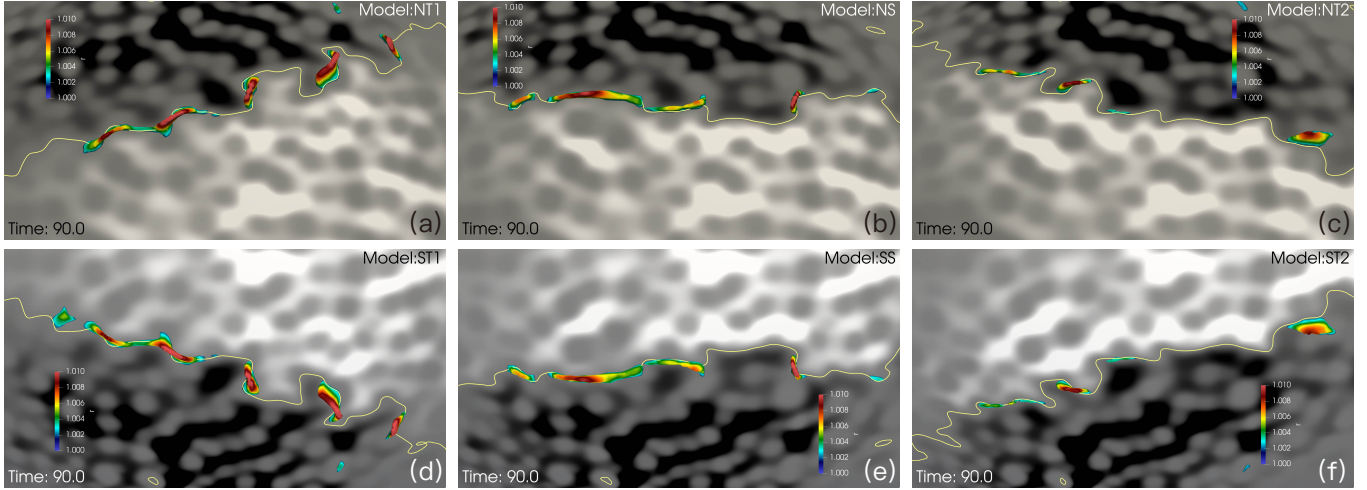 Model:NT1
1.010
1.008
1.006
1.004
1.002
1.000
r
Time: 90.0
(a)
Model:NS
1.010
1.008
1.006
1.004
1.002
1.000
r
Time: 90.0
(b)
Model:NT2
1.010
1.008
1.006
1.004
1.002
1.000
r
Time: 90.0
(c)
Model:ST1
1.010
1.008
1.006
1.004
1.002
1.000
r
Time: 90.0
(d)
Model:SS
1.010
1.008
1.006
1.004
1.002
1.000
r
Time: 90.0
(e)
Model:ST2
1.010
1.008
1.006
1.004
1.002
1.000
r
Time: 90.0
(f)